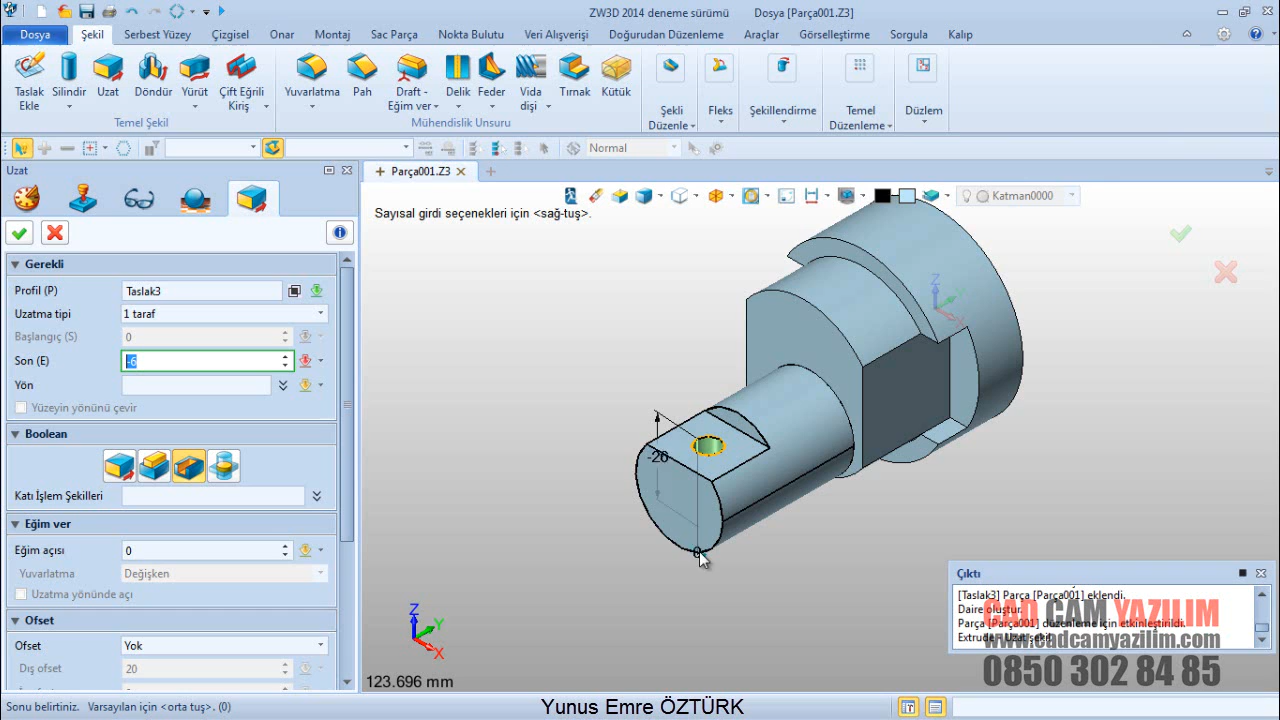 ZW3D 2014 deneme sürümü Dosya [Parça001.Z3]
Dosya Şekil Serbest Yüzey Çizgisel Onar Montaj Sac Parça Nokta Bulutu Veri Alışverişi Doğurudan Düzenleme Araçlar Görselleştirme Sorgula Kalıp
Taslak Ekle Silindir Uzat Döndür Yürüt Çift Eğrili Kiriş Yuvarlatma Pah Draft - Eğim ver Delik Feder Vida dişi Tırnak Kütük Şekli Düzenle Fleks Şekillendirme Temel Düzenleme Düzlem
Temel Şekil Mühendislik Unsuru
Normal
Uzat
Parça001.Z3
Katman0000
Sayısal girdi seçenekleri için <sağ-tuş>.
Gerekli
Profil (P) Taslak3
Uzatma tipi 1 taraf
Başlangıç (S) 0
Son (E) -6
Yön
Yüzeyin yönünü çevir
Boolean
Katı İşlem Şekilleri
Eğim ver
Eğim açısı 0
Yuvarlatma Değişken
Uzatma yönünde açı
Ofset
Ofset Yok
Dış ofset 20
Z
Y
X
-26
0
Z
Y
X
123.696 mm
Çıktı
[Taslak3] Parça [Parça001] eklendi.
Daire oluştur.
Parça [Parça001] düzenleme için etkinleştirildi.
Extrude: Uzat şekil
CAD CAM YAZILIM
www.cadcamyazilim.com
0850 302 84 85
Sonu belirtiniz. Varsayılan için <orta tuş>. (0)
Yunus Emre ÖZTÜRK